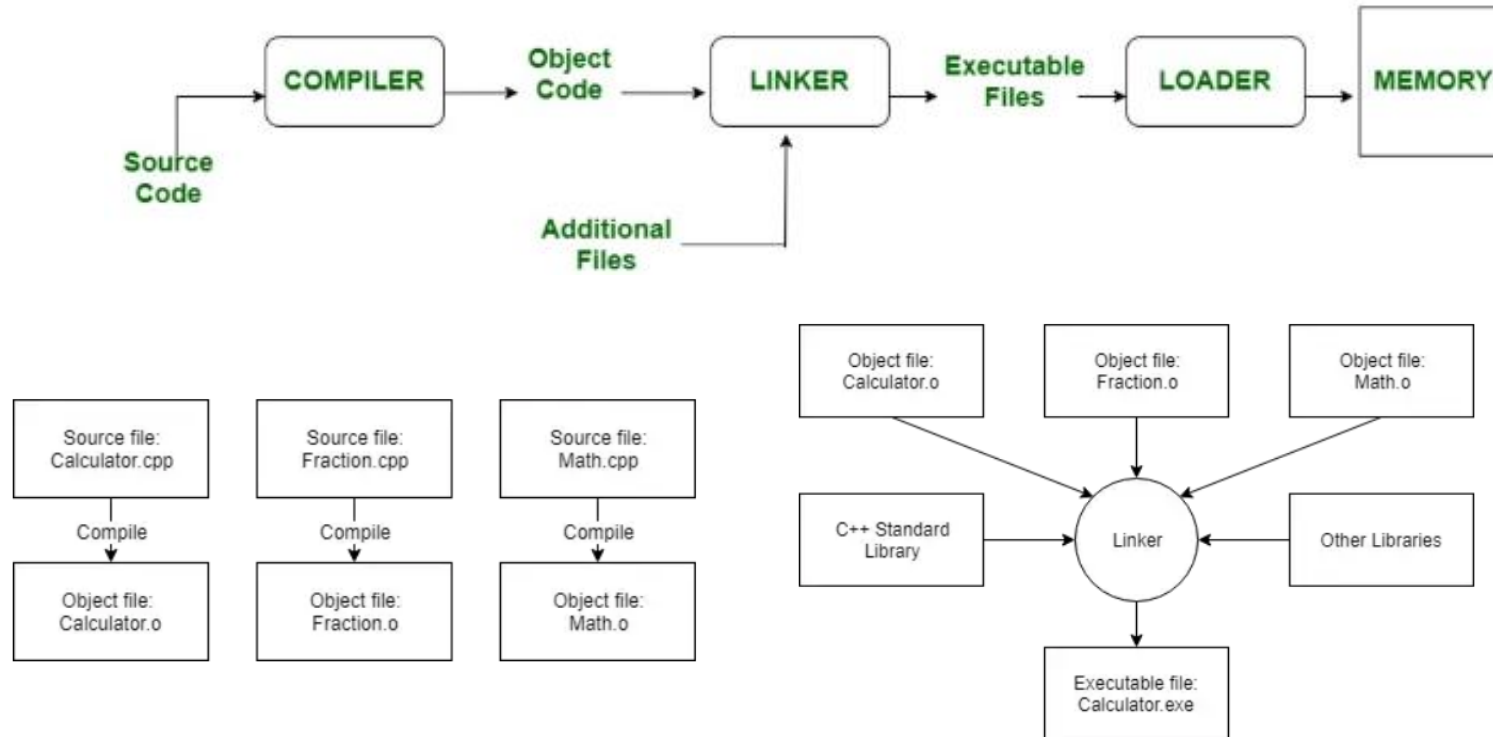 COMPILER
Object
Code
LINKER
Executable
Files
LOADER
MEMORY
Source
Code
Additional
Files
Source file:
Calculator.cpp
Source file:
Fraction.cpp
Source file:
Math.cpp
Compile
Compile
Compile
Object file:
Calculator.o
Object file:
Fraction.o
Object file:
Math.o
Object file:
Calculator.o
Object file:
Fraction.o
Object file:
Math.o
C++ Standard
Library
Linker
Other Libraries
Executable file:
Calculator.exe